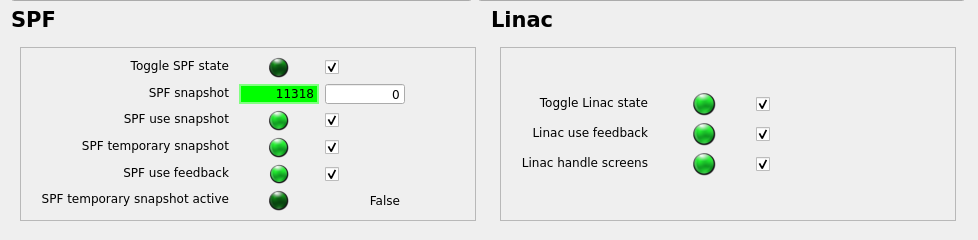 SPF
Toggle SPF state
SPF snapshot 11318 0
SPF use snapshot
SPF temporary snapshot
SPF use feedback
SPF temporary snapshot active False
Linac
Toggle Linac state
Linac use feedback
Linac handle screens